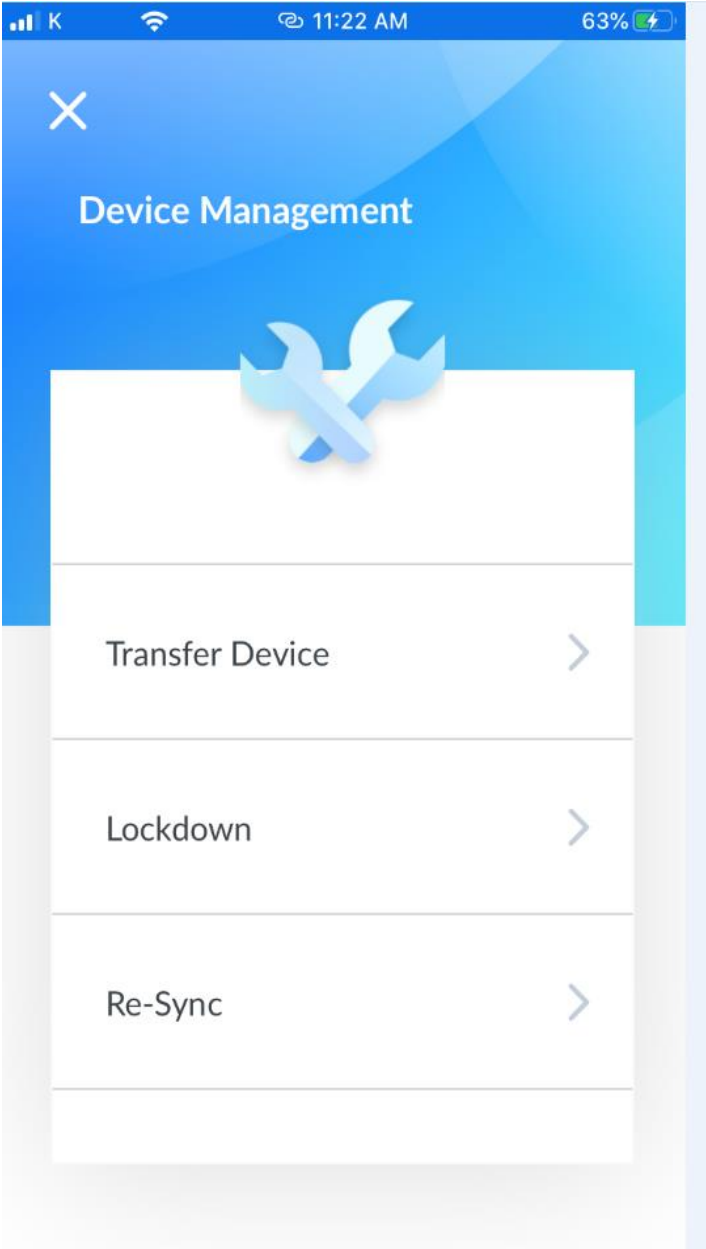 K 11:22 AM 63%
Device Management
Transfer Device
Lockdown
Re-Sync